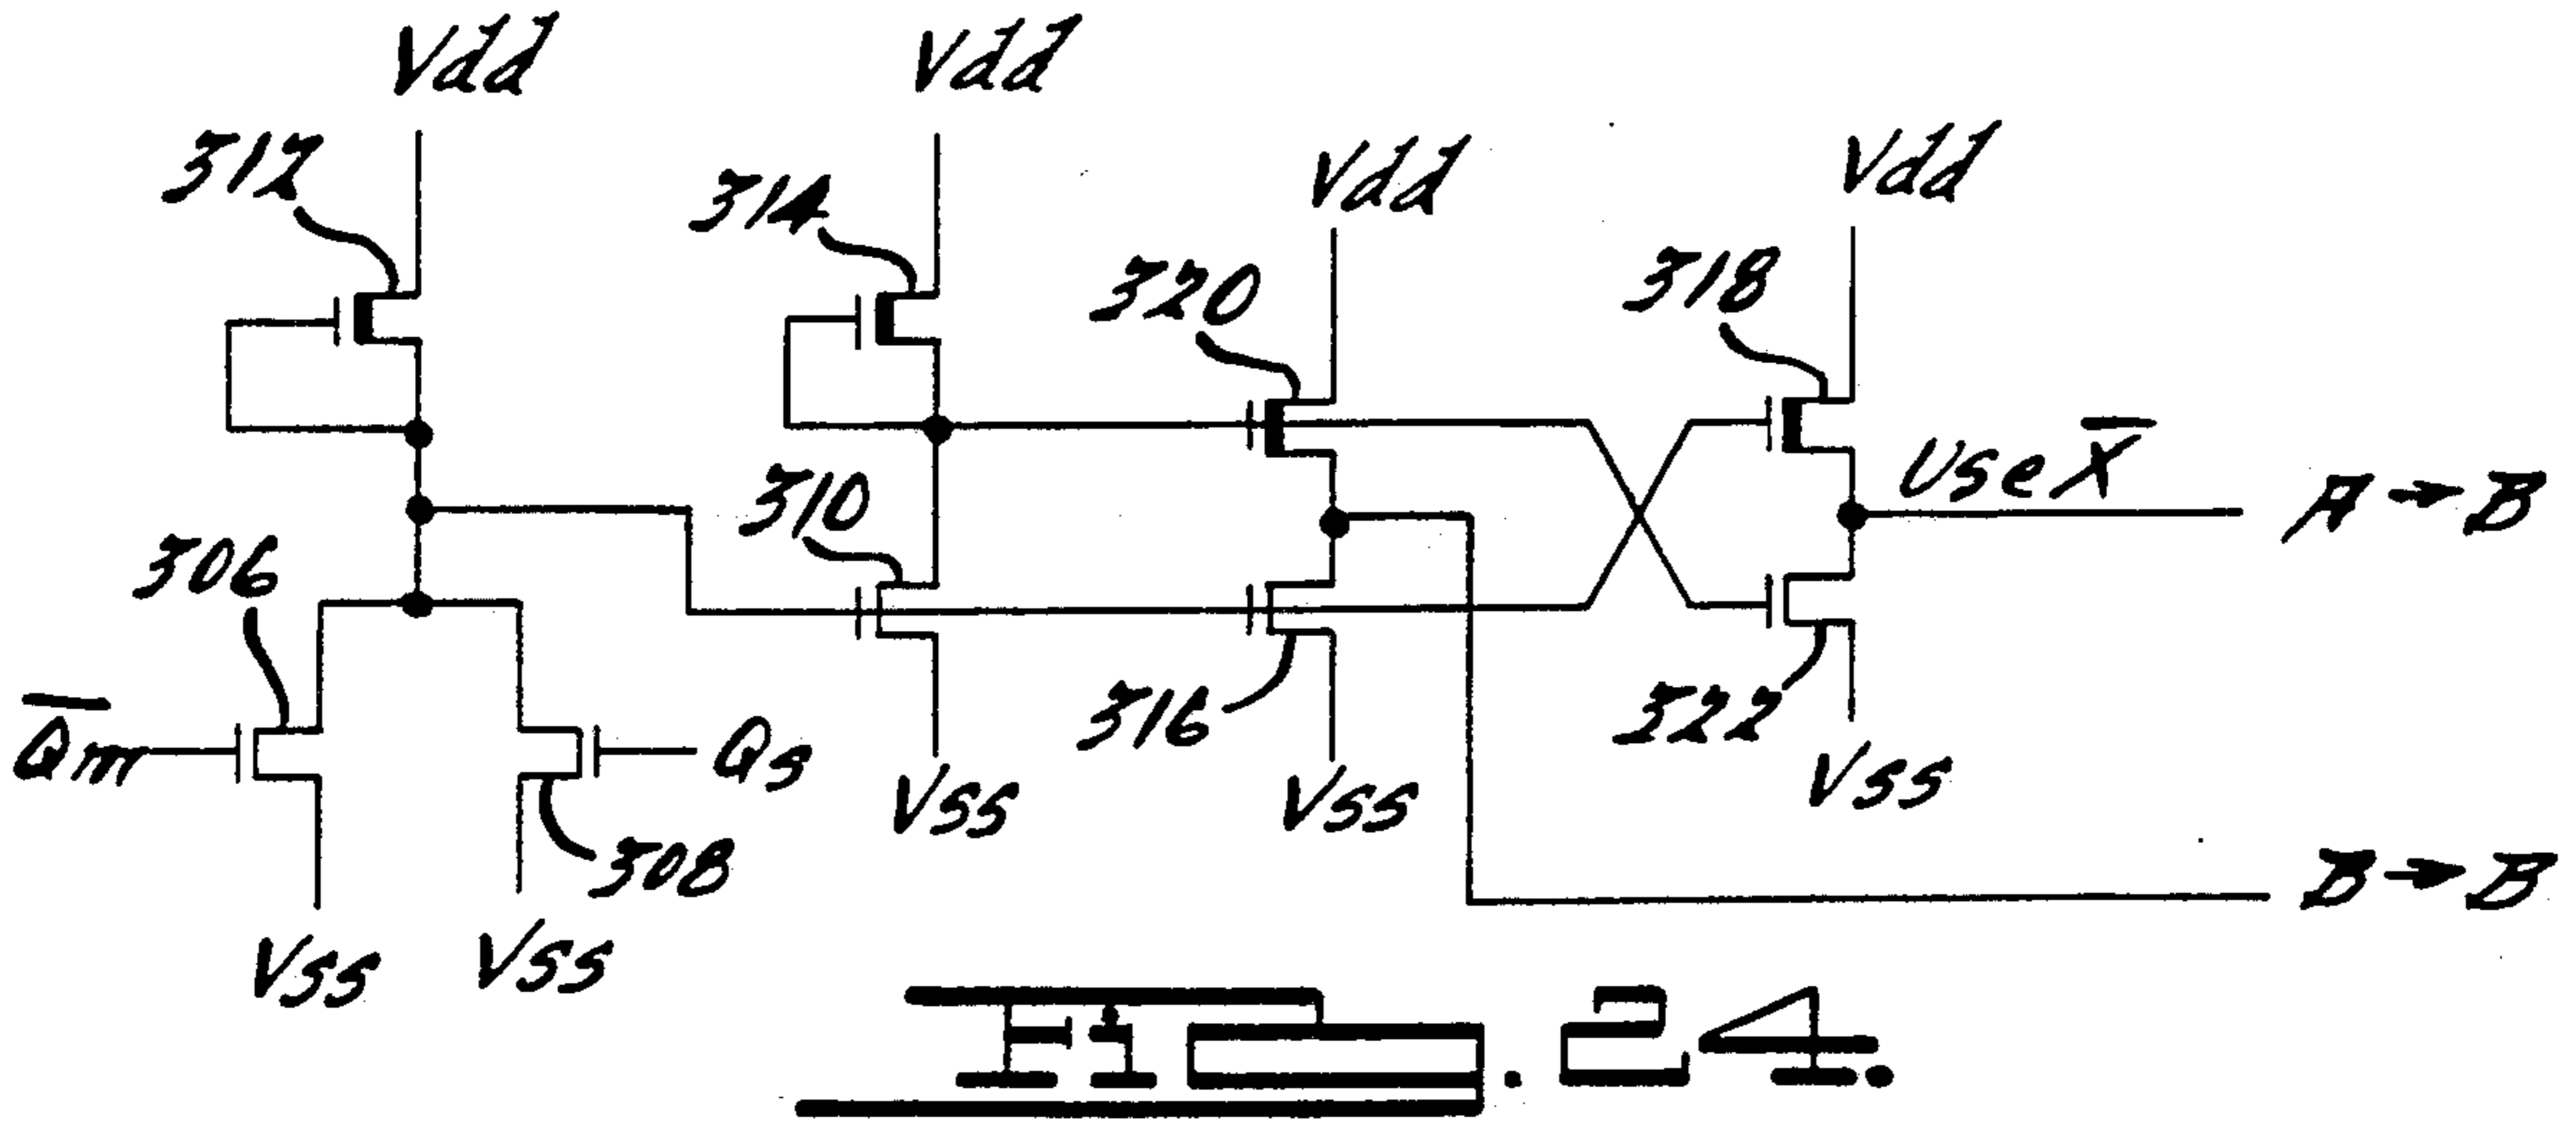 Vdd
Vdd
Vdd
Vdd
312
314
320
318
Use X̅
A→B
310
306
Q̅m
Qs
316
322
Vss
Vss
Vss
308
B→B
Vss
Vss
FIG. 24.